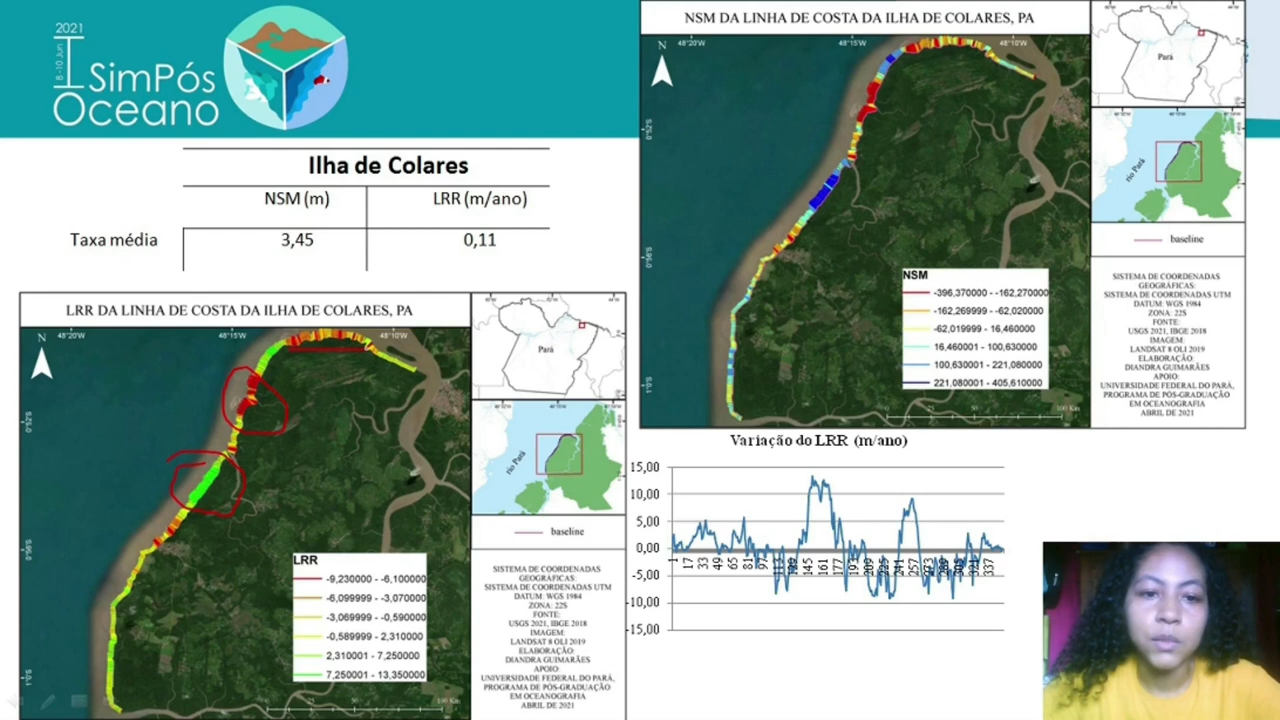 2021
8 -10 Jun
I SimPós
Oceano
Ilha de Colares
NSM (m) LRR (m/ano)
Taxa média 3,45 0,11
NSM DA LINHA DE COSTA DA ILHA DE COLARES, PA
N
48°20'W 48°15'W 48°10'W
0°52'S
0°56'S
1°0'S
NSM
-396,370000 - -162,270000
-162,269999 - -62,020000
-62,019999 - 16,460000
16,460001 - 100,630000
100,630001 - 221,080000
221,080001 - 405,610000
Pará
rio Pará
baseline
SISTEMA DE COORDENADAS
GEOGRÁFICAS:
SISTEMA DE COORDENADAS UTM
DATUM: WGS 1984
ZONA: 22S
FONTE:
USGS 2021, IBGE 2018
IMAGEM:
LANDSAT 8 OLI 2019
ELABORAÇÃO:
DIANDRA GUIMARÃES
APOIO:
UNIVERSIDADE FEDERAL DO PARÁ,
PROGRAMA DE PÓS-GRADUAÇÃO
EM OCEANOGRAFIA
ABRIL DE 2021
LRR DA LINHA DE COSTA DA ILHA DE COLARES, PA
N
48°20'W 48°15'W 48°10'W
0°52'S
0°56'S
1°0'S
LRR
-9,230000 - -6,100000
-6,099999 - -3,070000
-3,069999 - -0,590000
-0,589999 - 2,310000
2,310001 - 7,250000
7,250001 - 13,350000
Pará
rio Pará
baseline
SISTEMA DE COORDENADAS
GEOGRÁFICAS:
SISTEMA DE COORDENADAS UTM
DATUM: WGS 1984
ZONA: 22S
FONTE:
USGS 2021, IBGE 2018
IMAGEM:
LANDSAT 8 OLI 2019
ELABORAÇÃO:
DIANDRA GUIMARÃES
APOIO:
UNIVERSIDADE FEDERAL DO PARÁ,
PROGRAMA DE PÓS-GRADUAÇÃO
EM OCEANOGRAFIA
ABRIL DE 2021
Variação do LRR (m/ano)
15,00
10,00
5,00
0,00
-5,00
-10,00
-15,00
1 17 33 49 65 81 97 113 145 161 177 193 209 225 241 257 273 321 337